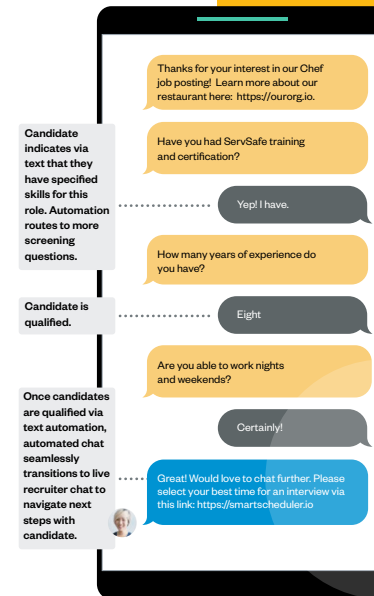 Thanks for your interest in our Chef
job posting! Learn more about our
restaurant here: https://ourorg.io.
Candidate
indicates via
text that they
have specified
skills for this
role. Automation
routes to more
screening
questions.
Have you had ServSafe training
and certification?
Yep! I have.
How many years of experience do
you have?
Candidate is
qualified.
Eight
Are you able to work nights
and weekends?
Certainly!
Once candidates
are qualified via
text automation,
automated chat
seamlessly
transitions to live
recruiter chat to
navigate next
steps with
candidate.
Great! Would love to chat further. Please
select your best time for an interview via
this link: https://smartscheduler.io